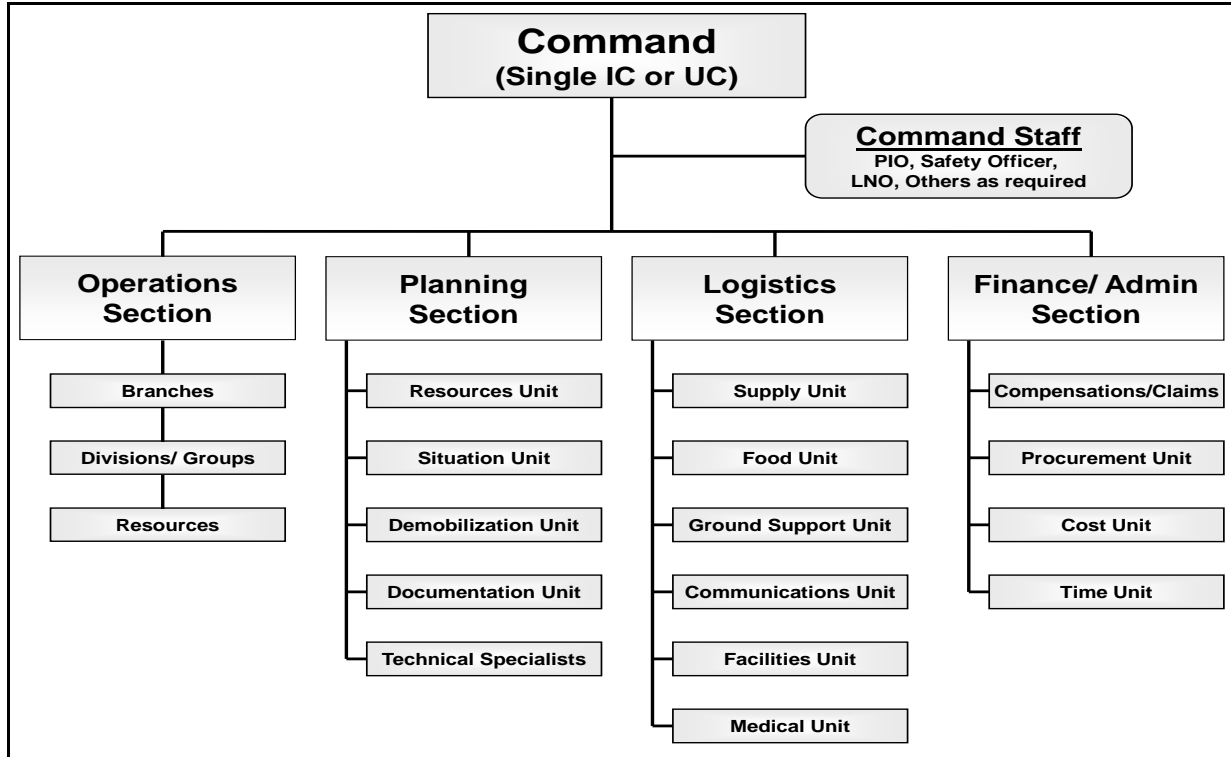 Command
(Single IC or UC)
Command Staff
PIO, Safety Officer,
LNO, Others as required
Operations
Section
Branches
Divisions/ Groups
Resources
Planning
Section
Resources Unit
Situation Unit
Demobilization Unit
Documentation Unit
Technical Specialists
Logistics
Section
Supply Unit
Food Unit
Ground Support Unit
Communications Unit
Facilities Unit
Medical Unit
Finance/ Admin
Section
Compensations/Claims
Procurement Unit
Cost Unit
Time Unit